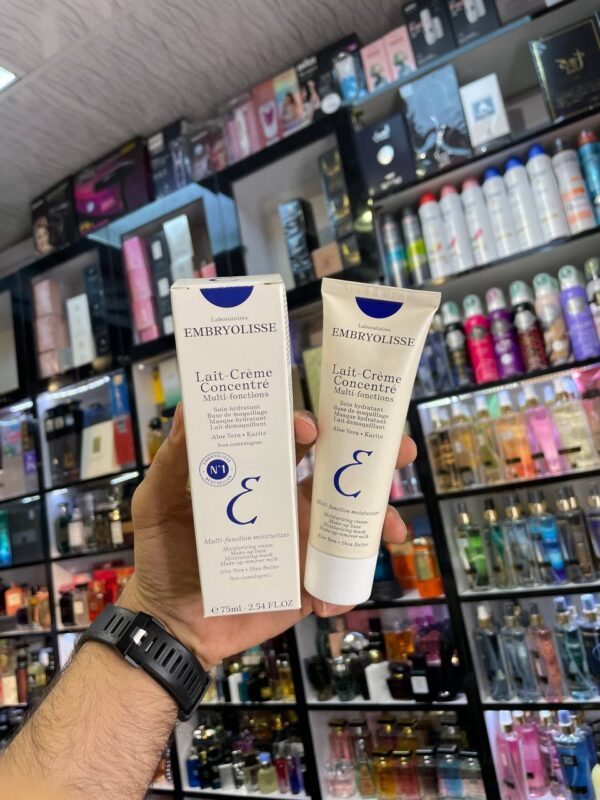 Laboratoires
EMBRYOLISSE
Lait-Crème
Concentré
Multi-fonctions
Soin hydratant
Base de maquillage
Masque hydratant
Lait démaquillant
Aloe Vera • Karité
Non comedogene
EMBRYOLISSE
N°1
BESTSELLER
Multi-function moisturizer
Moisturizing cream
Make-up base
Moisturizing mask
Make-up remover milk
Aloe Vera • Shea Butter
Non comedogenic
e 75ml - 2.54 FL.OZ
Laboratoires
EMBRYOLISSE
Lait-Crème
Concentré
Multi-fonctions
Soin hydratant
Base de maquillage
Masque hydratant
Lait démaquillant
Aloe Vera • Karité
Multi-function moisturizer
Moisturizing cream
Make-up base
Moisturizing mask
Make-up remover milk
Aloe Vera • Shea Butter